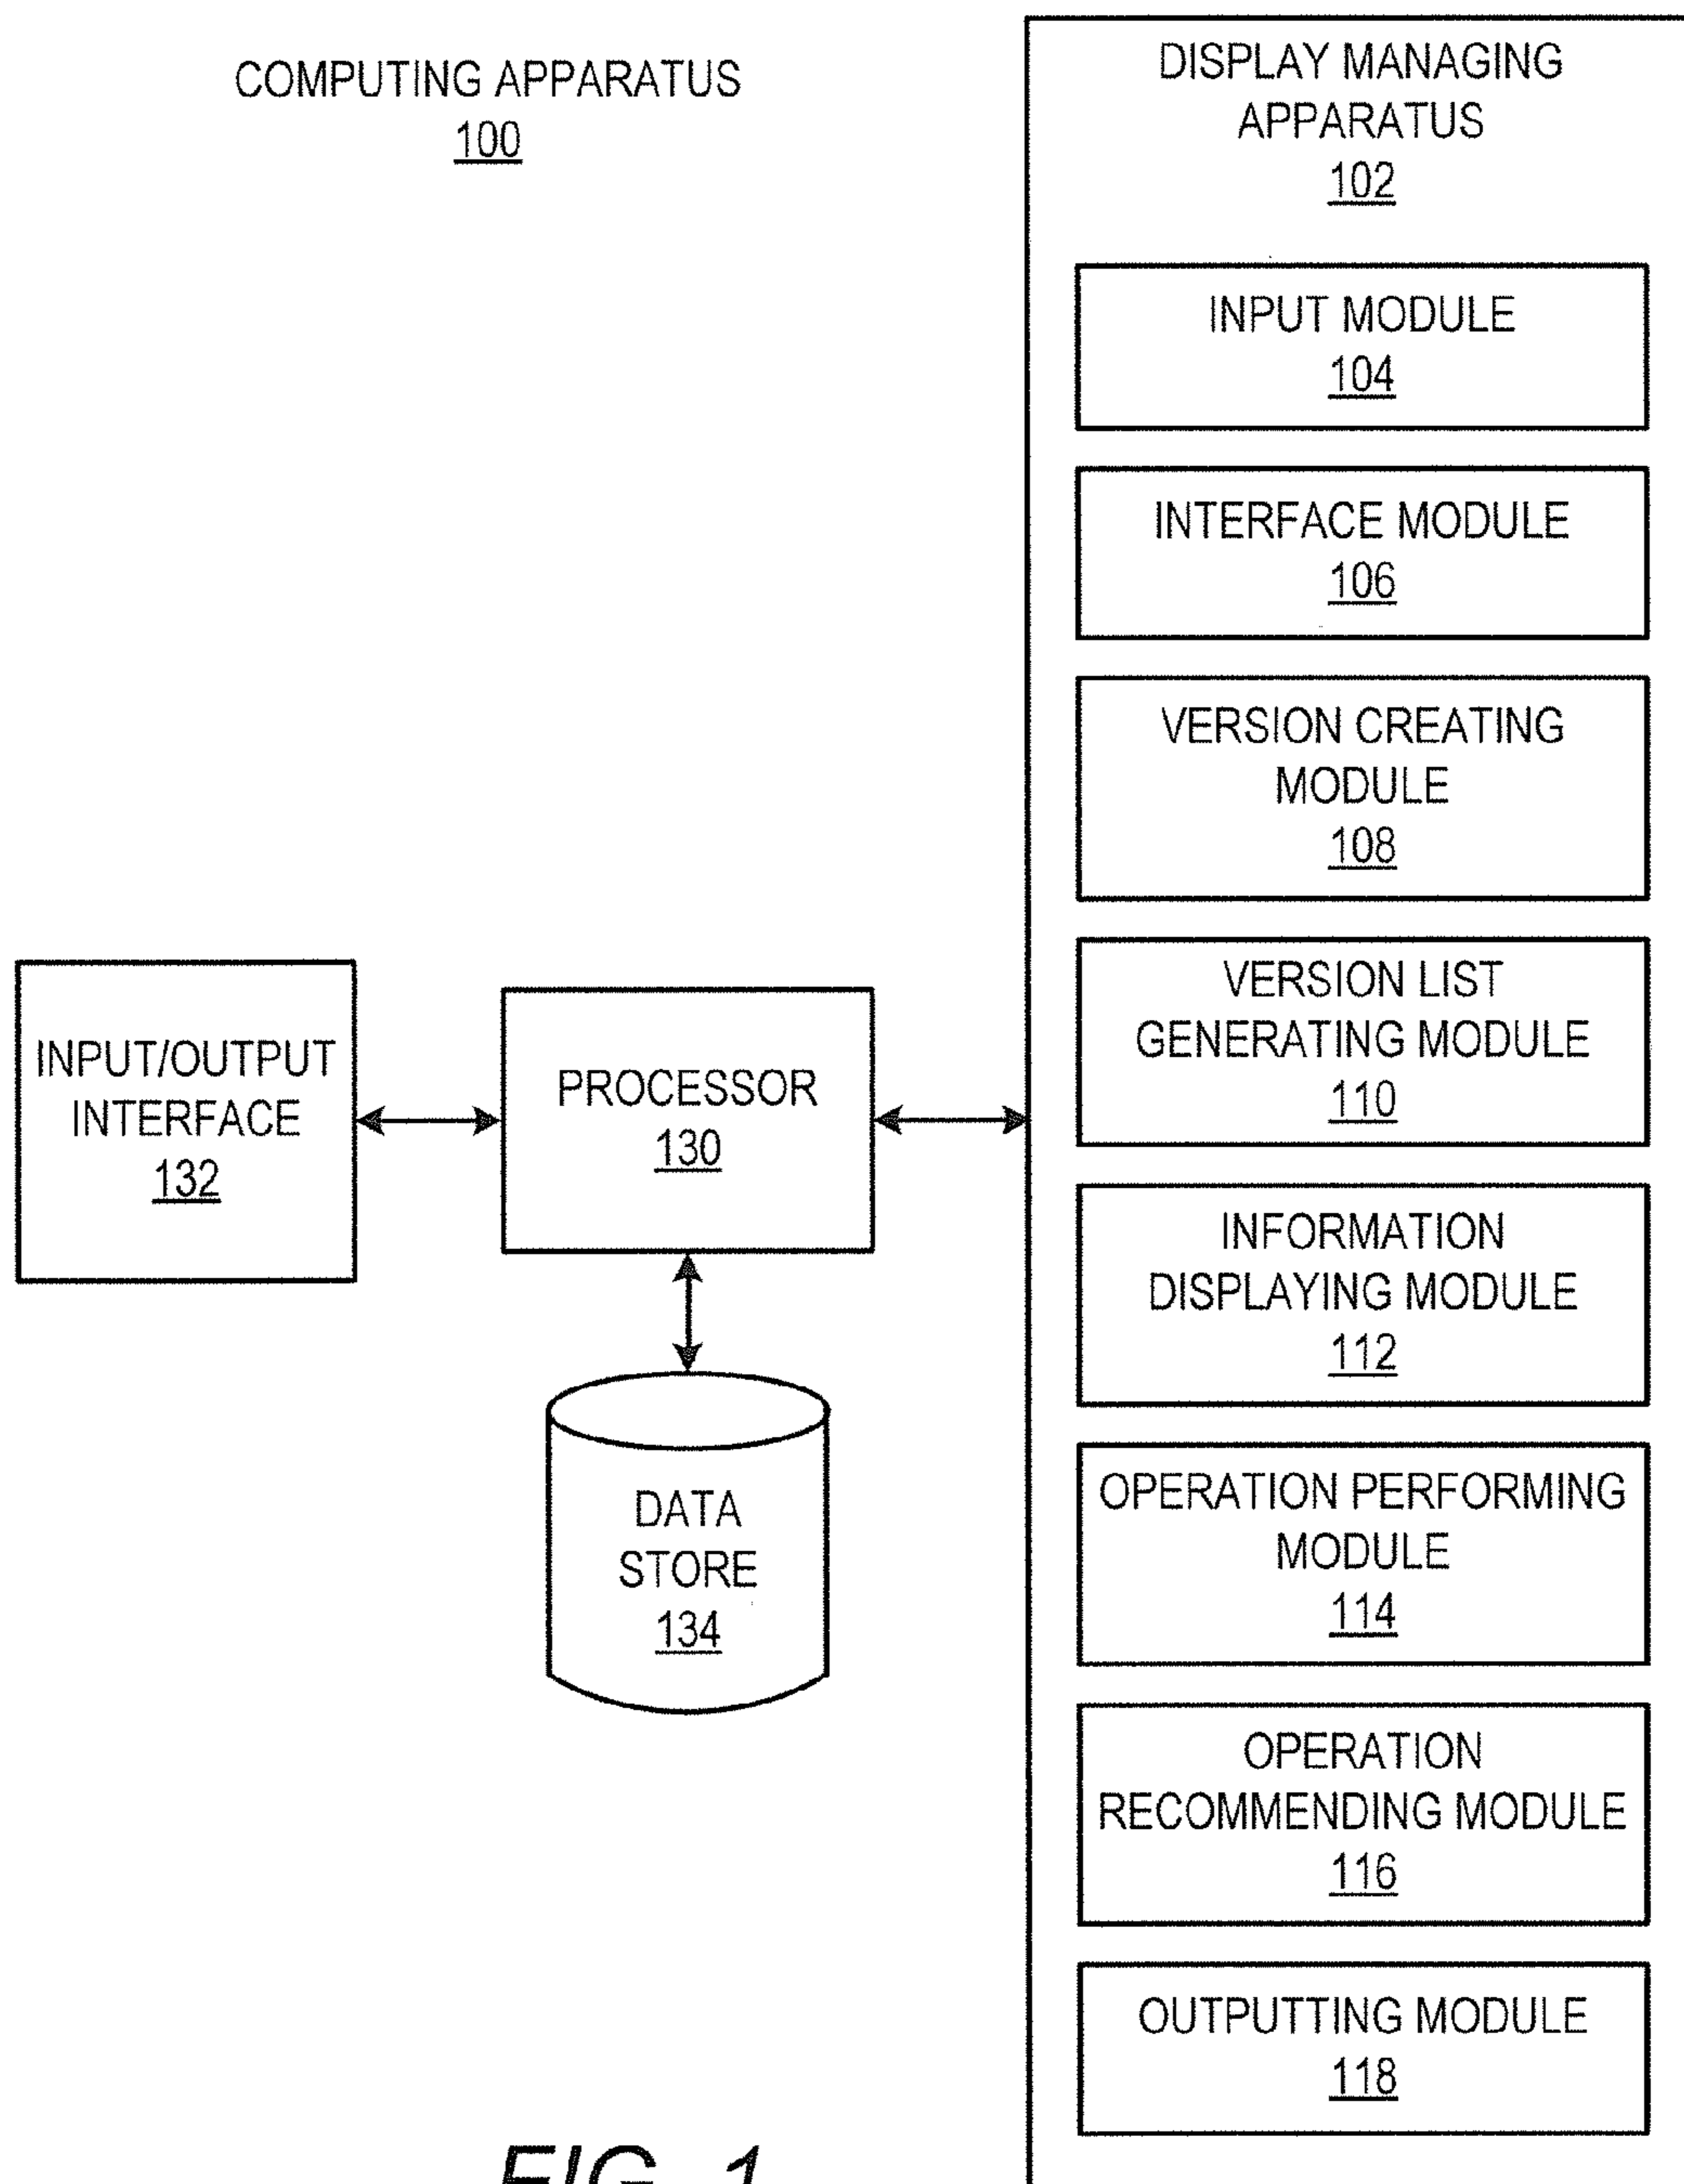 COMPUTING APPARATUS
100
DISPLAY MANAGING
APPARATUS
102
INPUT MODULE
104
INTERFACE MODULE
106
VERSION CREATING
MODULE
108
VERSION LIST
GENERATING MODULE
110
INFORMATION
DISPLAYING MODULE
112
OPERATION PERFORMING
MODULE
114
OPERATION
RECOMMENDING MODULE
116
OUTPUTTING MODULE
118
INPUT/OUTPUT
INTERFACE
132
PROCESSOR
130
DATA
STORE
134
FIG. 1